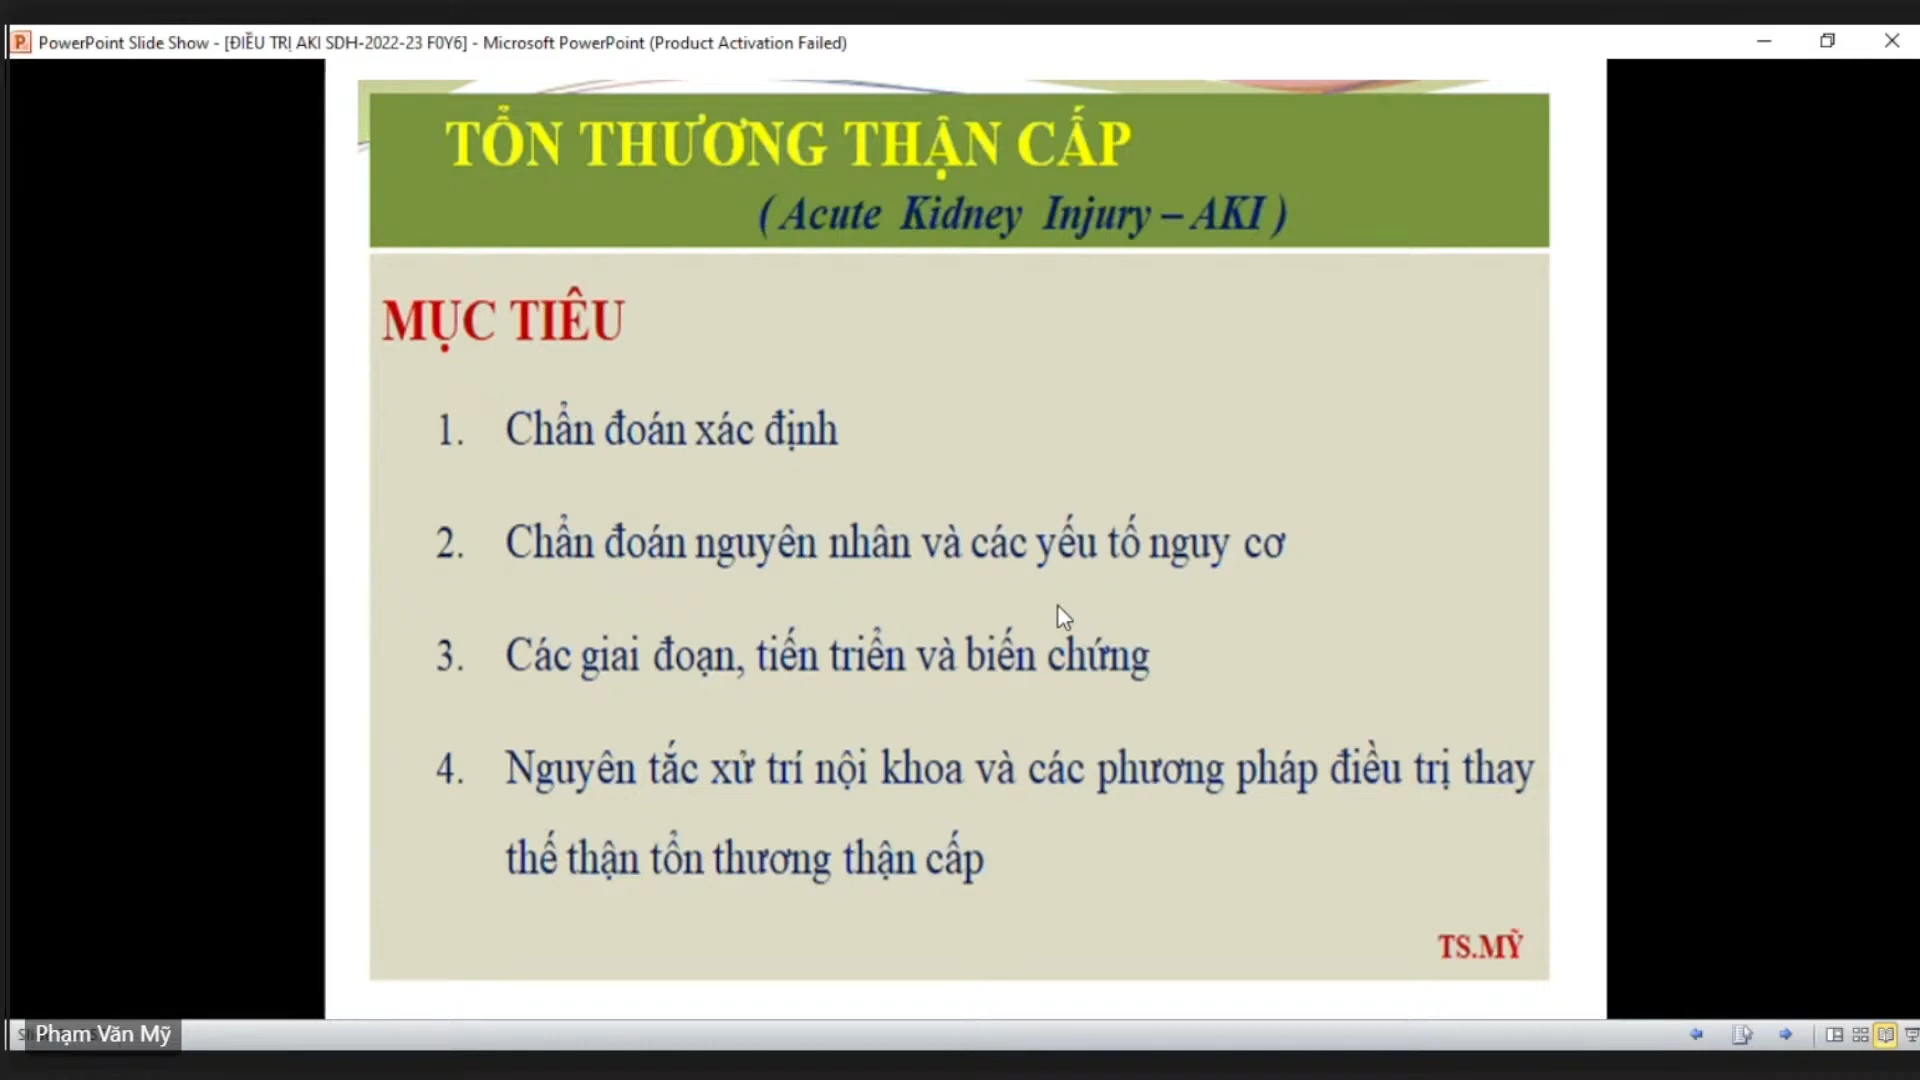 PowerPoint Slide Show - [ĐIỀU TRỊ AKI SDH-2022-23 F0Y6] - Microsoft PowerPoint (Product Activation Failed)
TỔN THƯƠNG THẬN CẤP
( Acute Kidney Injury – AKI )
MỤC TIÊU
1. Chẩn đoán xác định
2. Chẩn đoán nguyên nhân và các yếu tố nguy cơ
3. Các giai đoạn, tiến triển và biến chứng
4. Nguyên tắc xử trí nội khoa và các phương pháp điều trị thay
thế thận tổn thương thận cấp
TS.MỸ
Phạm Văn Mỹ